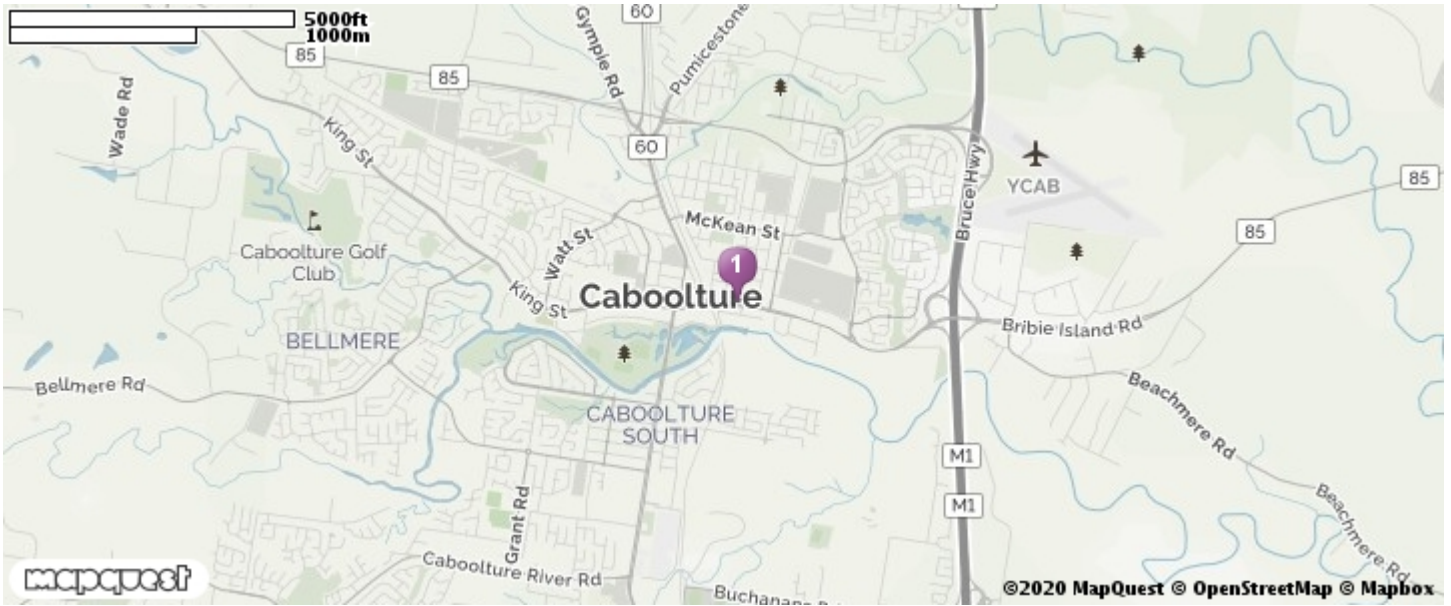 5000ft
1000m
60
85
85
Gympie Rd
Pumicestone
Wade Rd
King St
60
Bruce Hwy
YCAB
85
McKean St
85
Caboolture Golf
Club
Watt St
1
King St
Caboolture
BELLMERE
Bribie Island Rd
Bellmere Rd
Beachmere Rd
CABOOLTURE
SOUTH
M1
M1
Grant Rd
Beachmere Rd
Caboolture River Rd
mapquest
©2020 MapQuest © OpenStreetMap © Mapbox